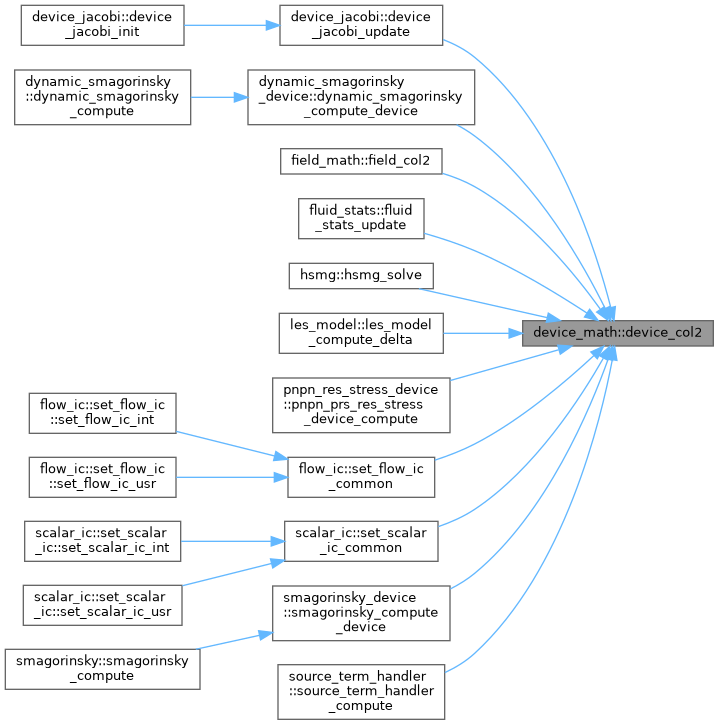 device_jacobi::device
_jacobi_init
device_jacobi::device
_jacobi_update
dynamic_smagorinsky
::dynamic_smagorinsky
_compute
dynamic_smagorinsky
_device::dynamic_smagorinsky
_compute_device
field_math::field_col2
fluid_stats::fluid
_stats_update
hsmg::hsmg_solve
device_math::device_col2
les_model::les_model
_compute_delta
pnpn_res_stress_device
::pnpn_prs_res_stress
_device_compute
flow_ic::set_flow_ic
::set_flow_ic_int
flow_ic::set_flow_ic
::set_flow_ic_usr
flow_ic::set_flow_ic
_common
scalar_ic::set_scalar
_ic::set_scalar_ic_int
scalar_ic::set_scalar
_ic_common
scalar_ic::set_scalar
_ic::set_scalar_ic_usr
smagorinsky_device
::smagorinsky_compute
_device
smagorinsky::smagorinsky
_compute
source_term_handler
::source_term_handler
_compute